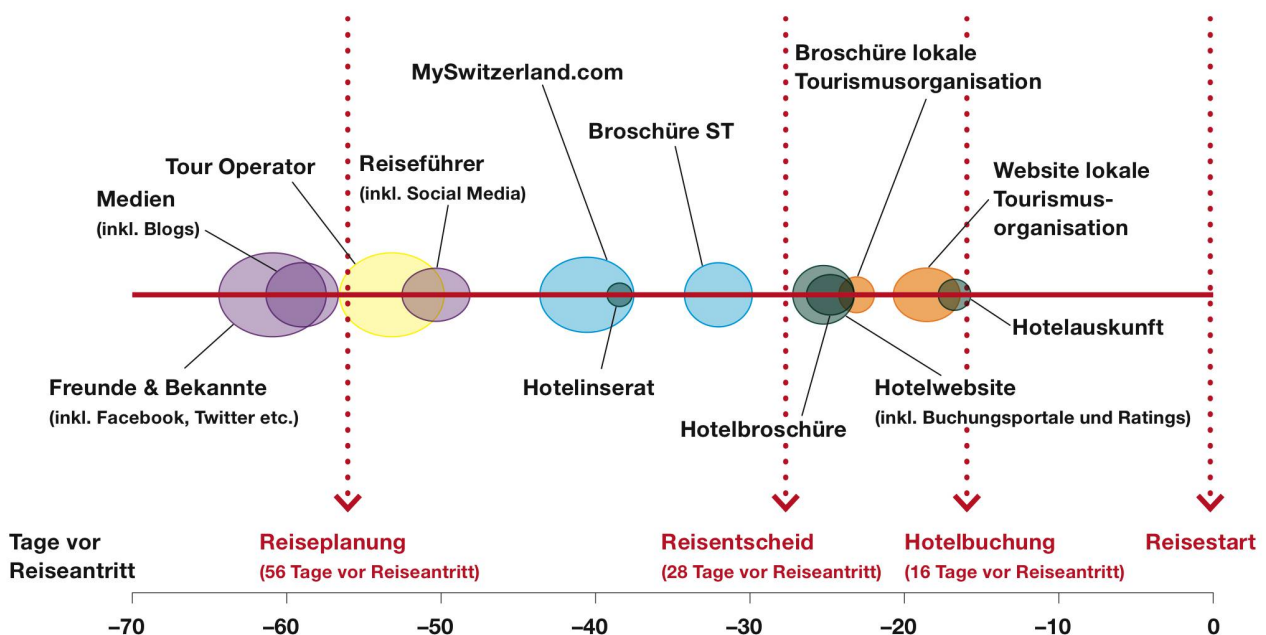 Broschüre lokale
Tourismusorganisation
MySwitzerland.com
Broschüre ST
Tour Operator
Reiseführer
(inkl. Social Media)
Medien
(inkl. Blogs)
Website lokale
Tourismus-
organisation
Hotelauskunft
Freunde & Bekannte
(inkl. Facebook, Twitter etc.)
Hotelinserat
Hotelwebsite
(inkl. Buchungsportale und Ratings)
Hotelbroschüre
Tage vor
Reiseantritt
Reiseplanung
(56 Tage vor Reiseantritt)
Reisentscheid
(28 Tage vor Reiseantritt)
Hotelbuchung
(16 Tage vor Reiseantritt)
Reisestart
–70 –60 –50 –40 –30 –20 –10 0